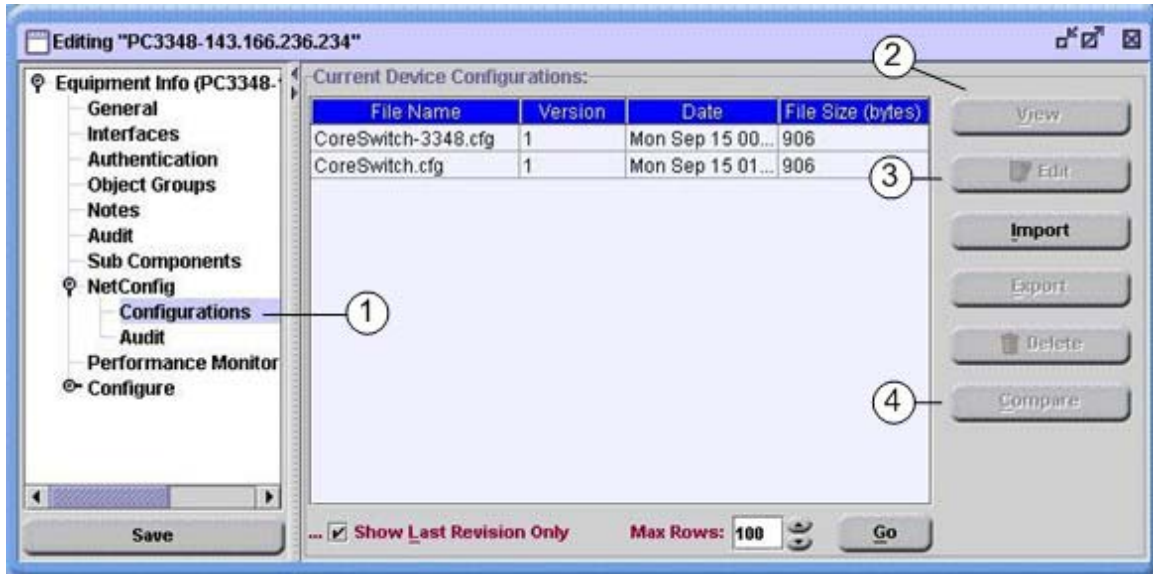 Editing "PC3348-143.166.236.234"
2
Equipment Info (PC3348-
General
Interfaces
Authentication
Object Groups
Notes
Audit
Sub Components
NetConfig
Configurations
Audit
Performance Monitor
Configure
Save
1
Current Device Configurations:
File Name Version Date File Size (bytes)
CoreSwitch-3348.cfg 1 Mon Sep 15 00... 906
CoreSwitch.cfg 1 Mon Sep 15 01... 906
... Show Last Revision Only Max Rows: 100 Go
View
3
Edit
Import
Export
Delete
4
Compare